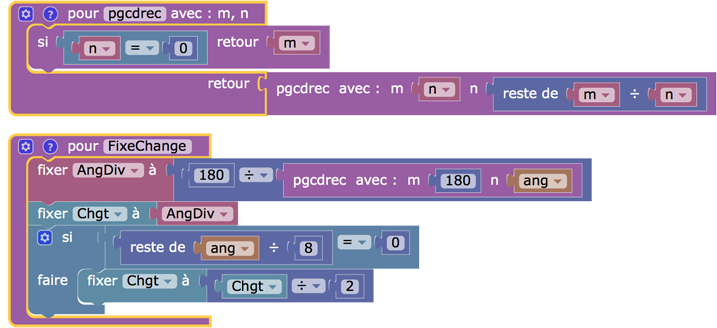 ? pour pgcdrec avec : m, n
si n = 0 retour m
retour pgcdrec avec : m n n reste de m ÷ n
? pour FixeChange
fixer AngDiv à 180 ÷ pgcdrec avec : m 180 n ang
fixer Chgt à AngDiv
si reste de ang ÷ 8 = 0
faire fixer Chgt à Chgt ÷ 2